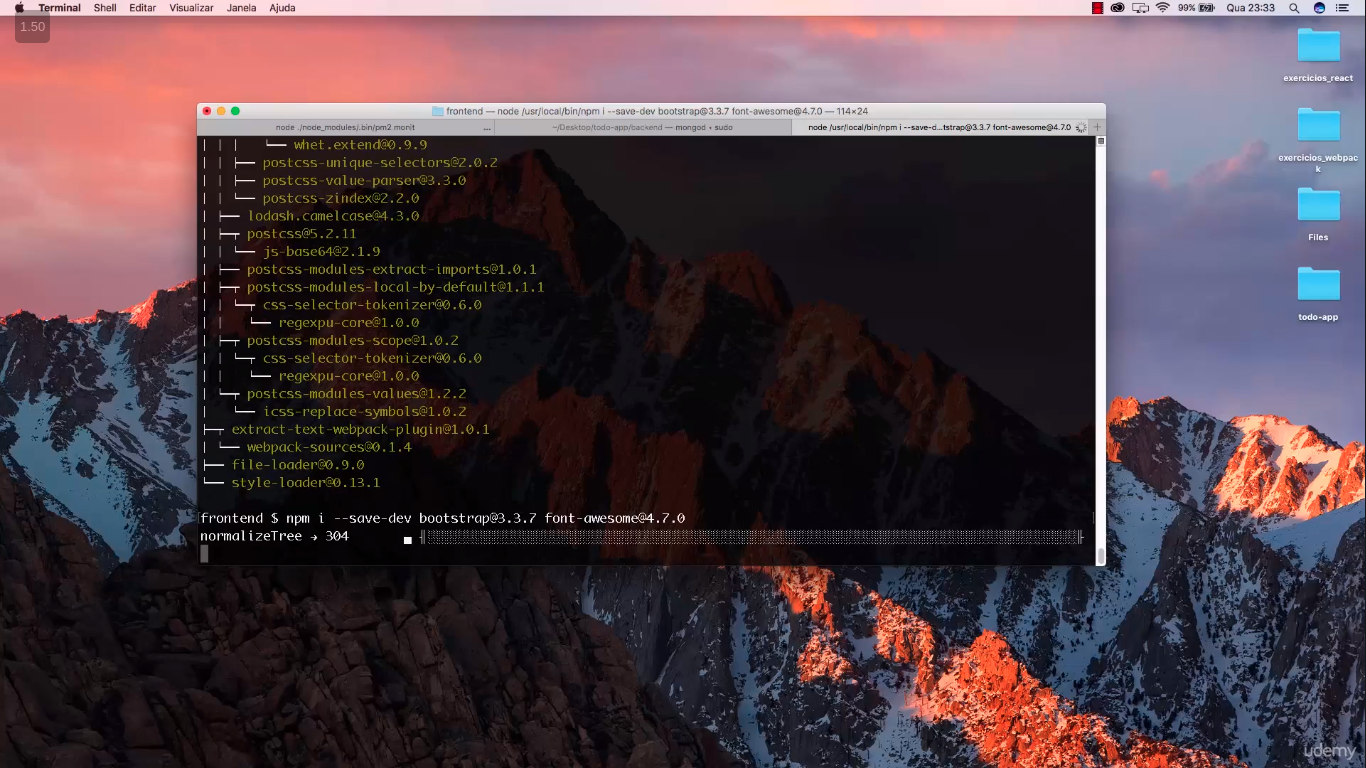 Terminal Shell Editar Visualizar Janela Ajuda 99% Qua 23:33
1.50
exercicios_react
frontend — node /usr/local/bin/npm i --save-dev bootstrap@3.3.7 font-awesome@4.7.0 — 114×24
node ./node_modules/.bin/pm2 monit ... ~/Desktop/todo-app/backend — mongod • sudo node /usr/local/bin/npm i --save-d...tstrap@3.3.7 font-awesome@4.7.0 +
│ │ │ └── whet.extend@0.9.9
│ │ ├── postcss-unique-selectors@2.0.2
│ │ ├── postcss-value-parser@3.3.0
│ │ └── postcss-zindex@2.2.0
│ ├── lodash.camelcase@4.3.0
│ ├─┬ postcss@5.2.11
│ │ └── js-base64@2.1.9
│ ├── postcss-modules-extract-imports@1.0.1
│ ├─┬ postcss-modules-local-by-default@1.1.1
│ │ └─┬ css-selector-tokenizer@0.6.0
│ │ └── regexpu-core@1.0.0
│ ├─┬ postcss-modules-scope@1.0.2
│ │ └─┬ css-selector-tokenizer@0.6.0
│ │ └── regexpu-core@1.0.0
│ └─┬ postcss-modules-values@1.2.2
│ └── icss-replace-symbols@1.0.2
├─┬ extract-text-webpack-plugin@1.0.1
│ └── webpack-sources@0.1.4
├── file-loader@0.9.0
└── style-loader@0.13.1
frontend $ npm i --save-dev bootstrap@3.3.7 font-awesome@4.7.0
normalizeTree → 304
exercicios_webpac
k
Files
todo-app
udemy